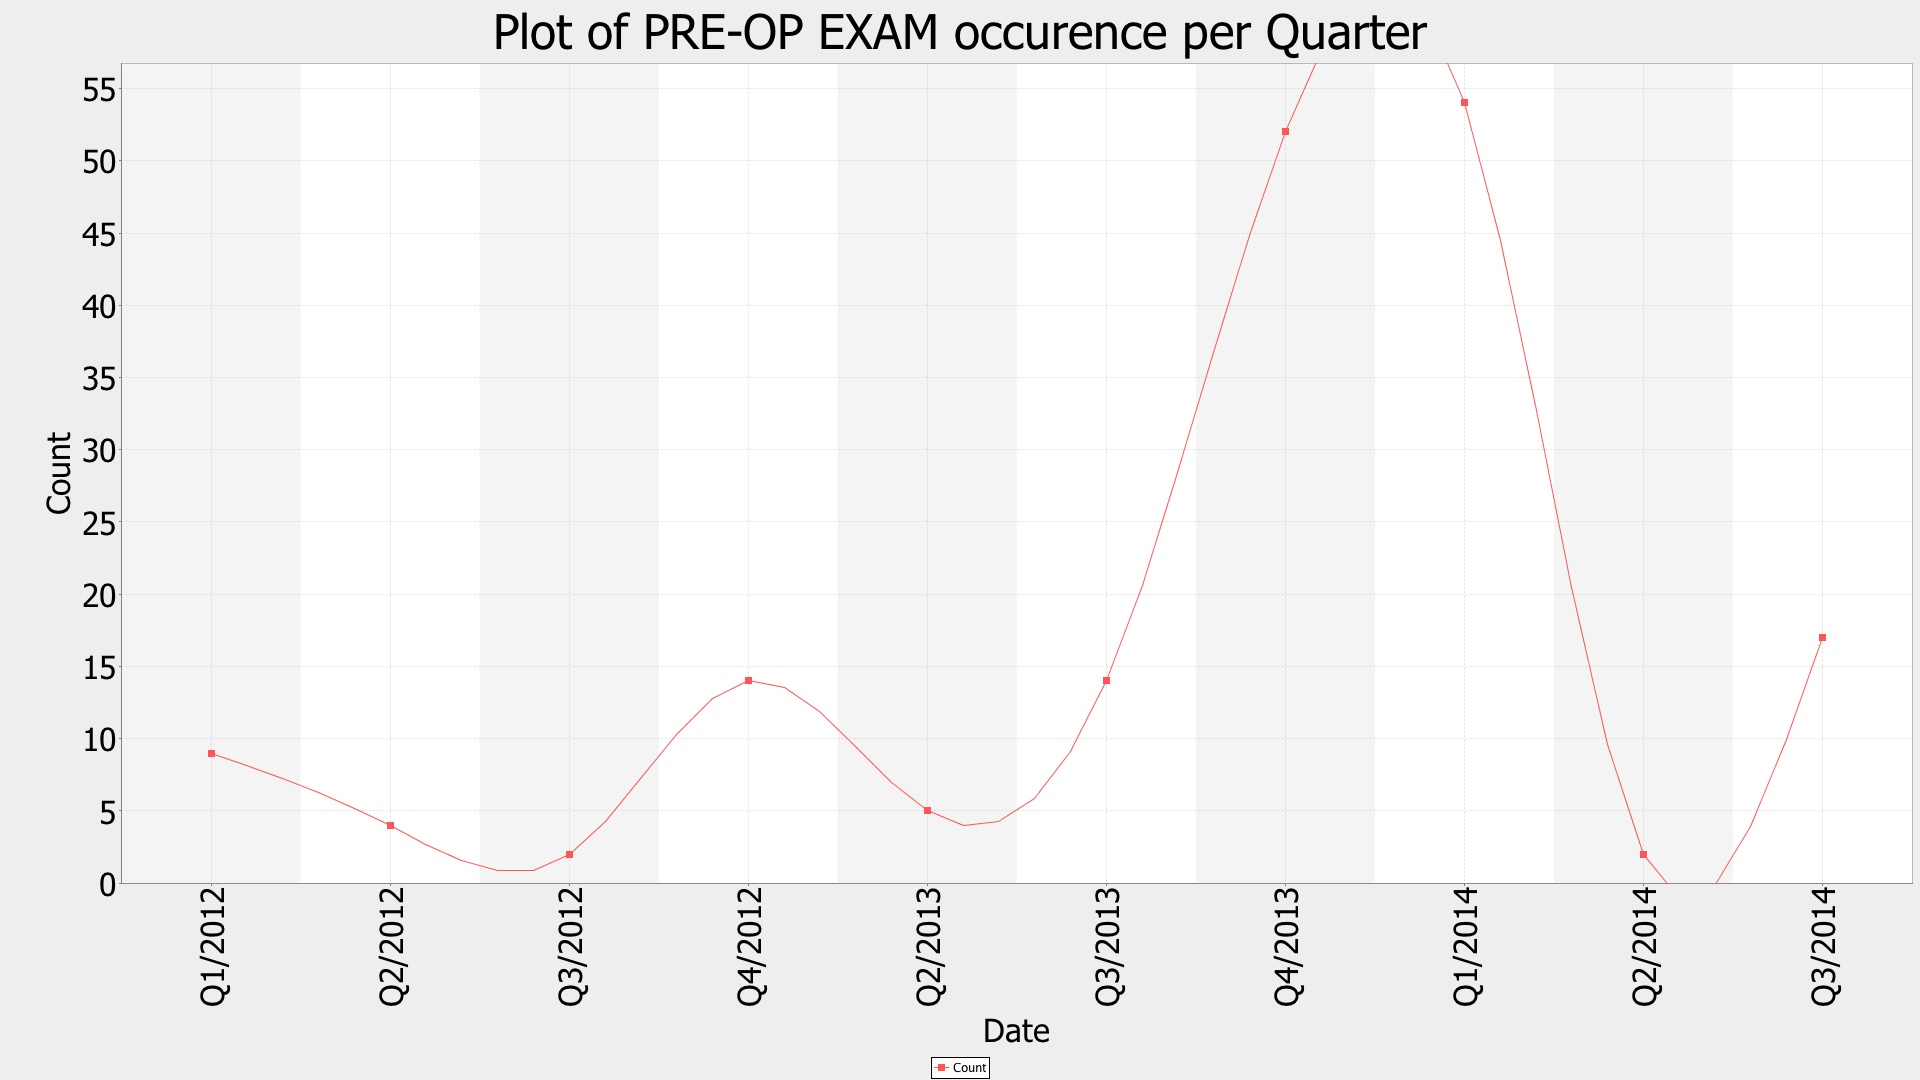 Plot of PRE-OP EXAM occurence per Quarter
55
50
45
40
35
30
25
20
15
10
5
0
Count
Q1/2012
Q2/2012
Q3/2012
Q4/2012
Q2/2013
Q3/2013
Q4/2013
Q1/2014
Q2/2014
Q3/2014
Date
Count